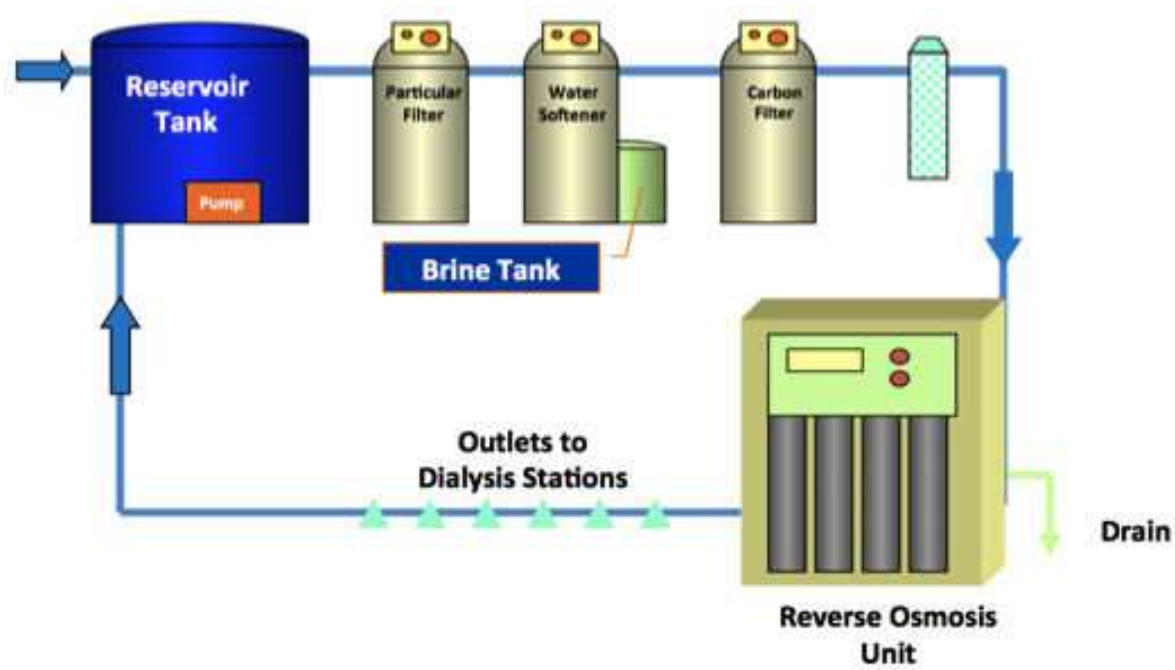 Reservoir
Tank
Pump
Particular
Filter
Water
Softener
Carbon
Filter
Brine Tank
Outlets to
Dialysis Stations
Drain
Reverse Osmosis
Unit